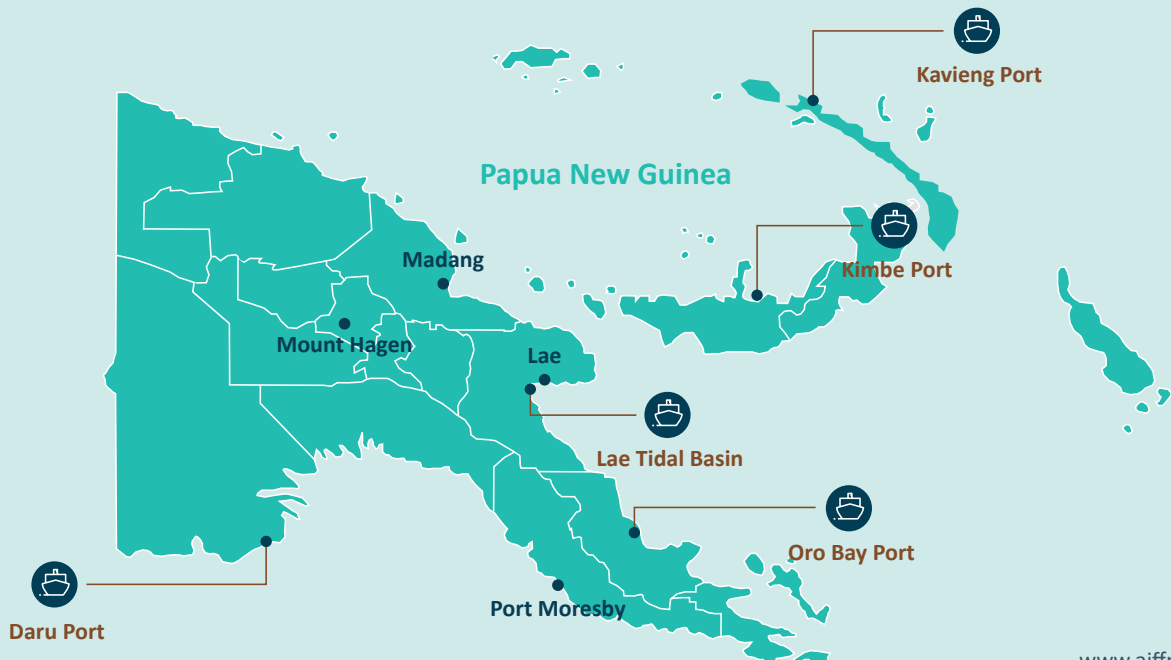 Kavieng Port
Papua New Guinea
Madang
Kimbe Port
Mount Hagen
Lae
Lae Tidal Basin
Oro Bay Port
Port Moresby
Daru Port